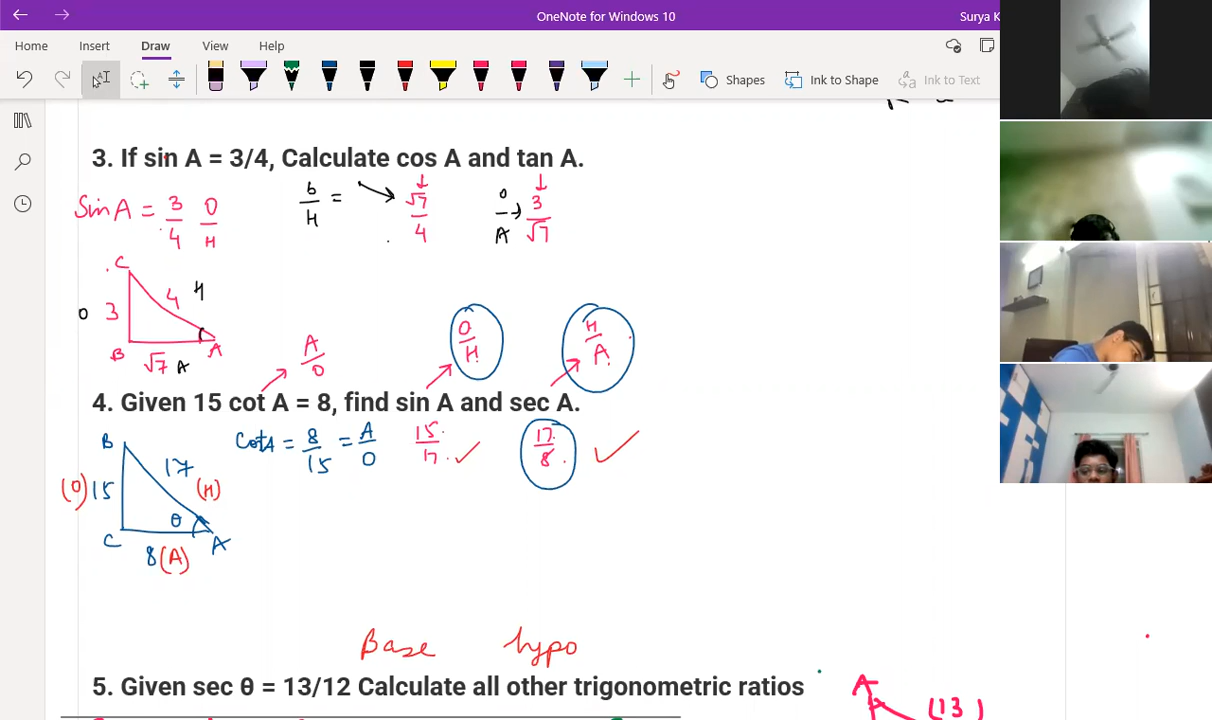 OneNote for Windows 10
Surya K
Home Insert Draw View Help
Shapes Ink to Shape Ink to Text
3. If sin A = 3/4, Calculate cos A and tan A.
Sin A = 3/4 O/H
b/H = √7/4
O/A → 3/√7
C
4 H
O 3
B √7 A A
A/O O/H H/A
4. Given 15 cot A = 8, find sin A and sec A.
B Cot A = 8/15 = A/O 15/17 17/8
17
(O) 15 (H)
θ
C A
8 (A)
Base hypo
5. Given sec θ = 13/12 Calculate all other trigonometric ratios
A
(13)